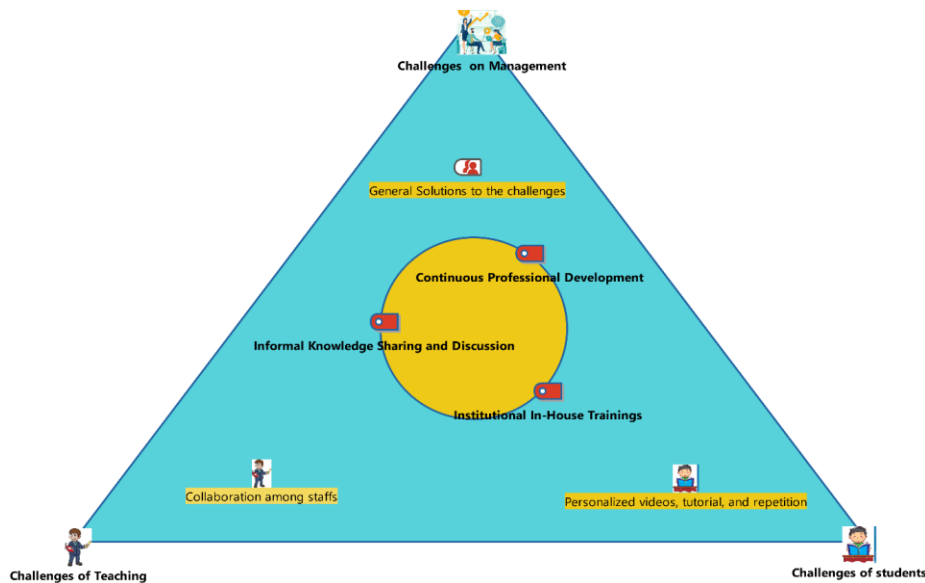 Challenges on Management
General Solutions to the challenges
Continuous Professional Development
Informal Knowledge Sharing and Discussion
Institutional In-House Trainings
Collaboration among staffs
Personalized videos, tutorial, and repetition
Challenges of Teaching
Challenges of students